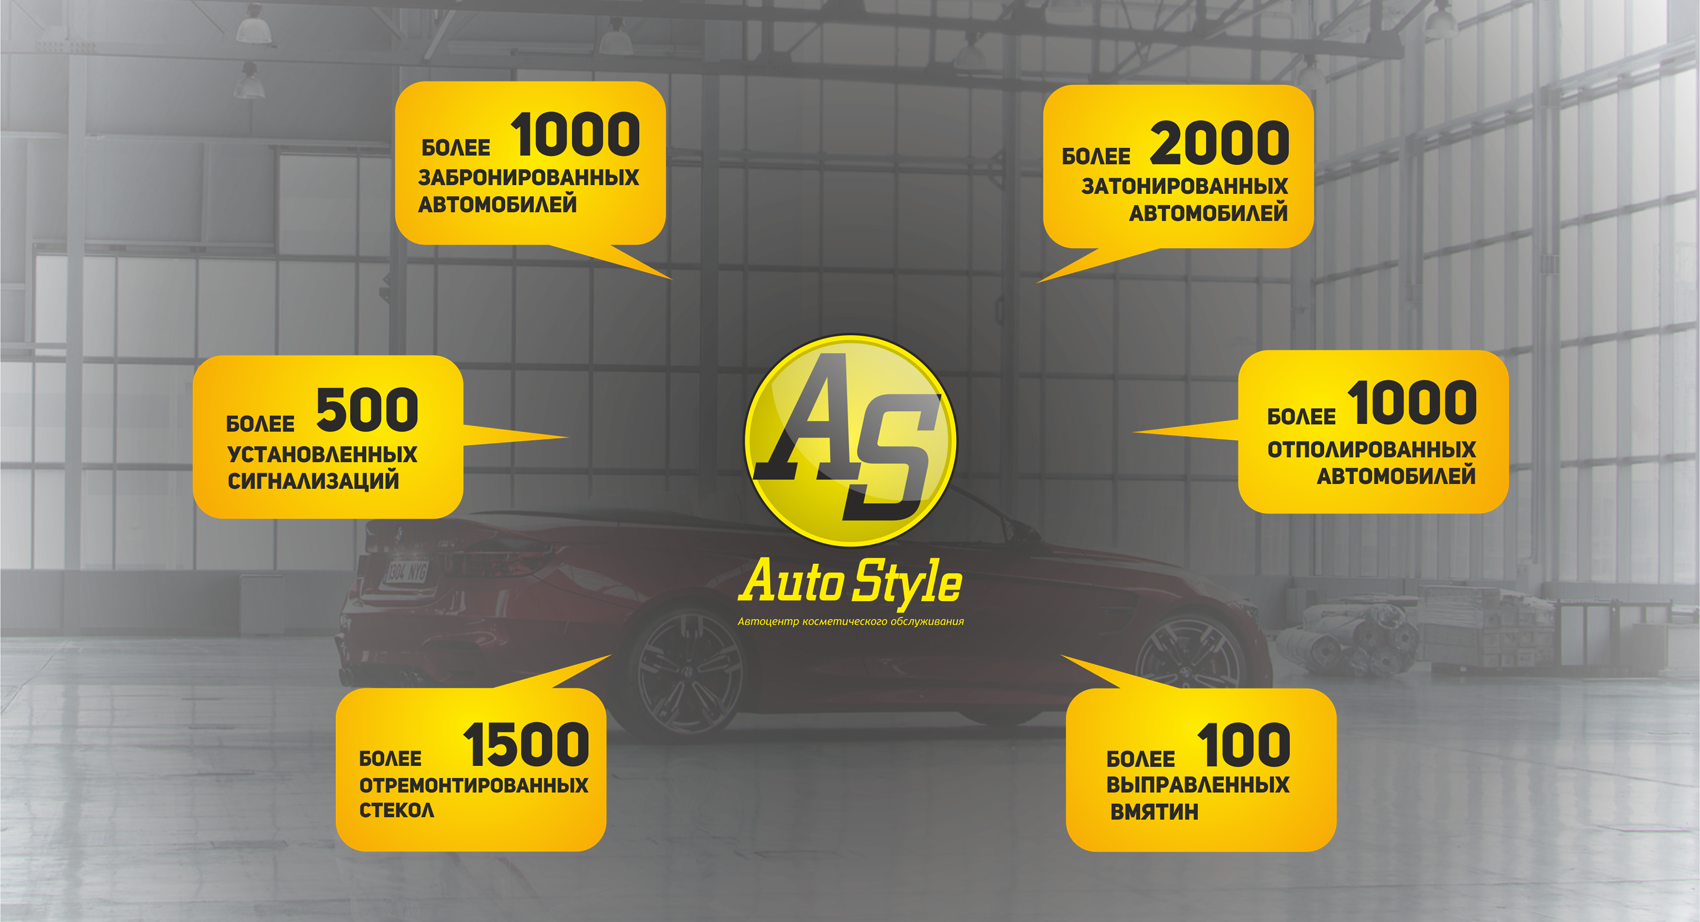 БОЛЕЕ 1000
ЗАБРОНИРОВАННЫХ
АВТОМОБИЛЕЙ
БОЛЕЕ 2000
ЗАТОНИРОВАННЫХ
АВТОМОБИЛЕЙ
БОЛЕЕ 500
УСТАНОВЛЕННЫХ
СИГНАЛИЗАЦИЙ
AS
Auto Style
Автоцентр косметического обслуживания
БОЛЕЕ 1000
ОТПОЛИРОВАННЫХ
АВТОМОБИЛЕЙ
БОЛЕЕ 1500
ОТРЕМОНТИРОВАННЫХ
СТЕКОЛ
БОЛЕЕ 100
ВЫПРАВЛЕННЫХ
ВМЯТИН